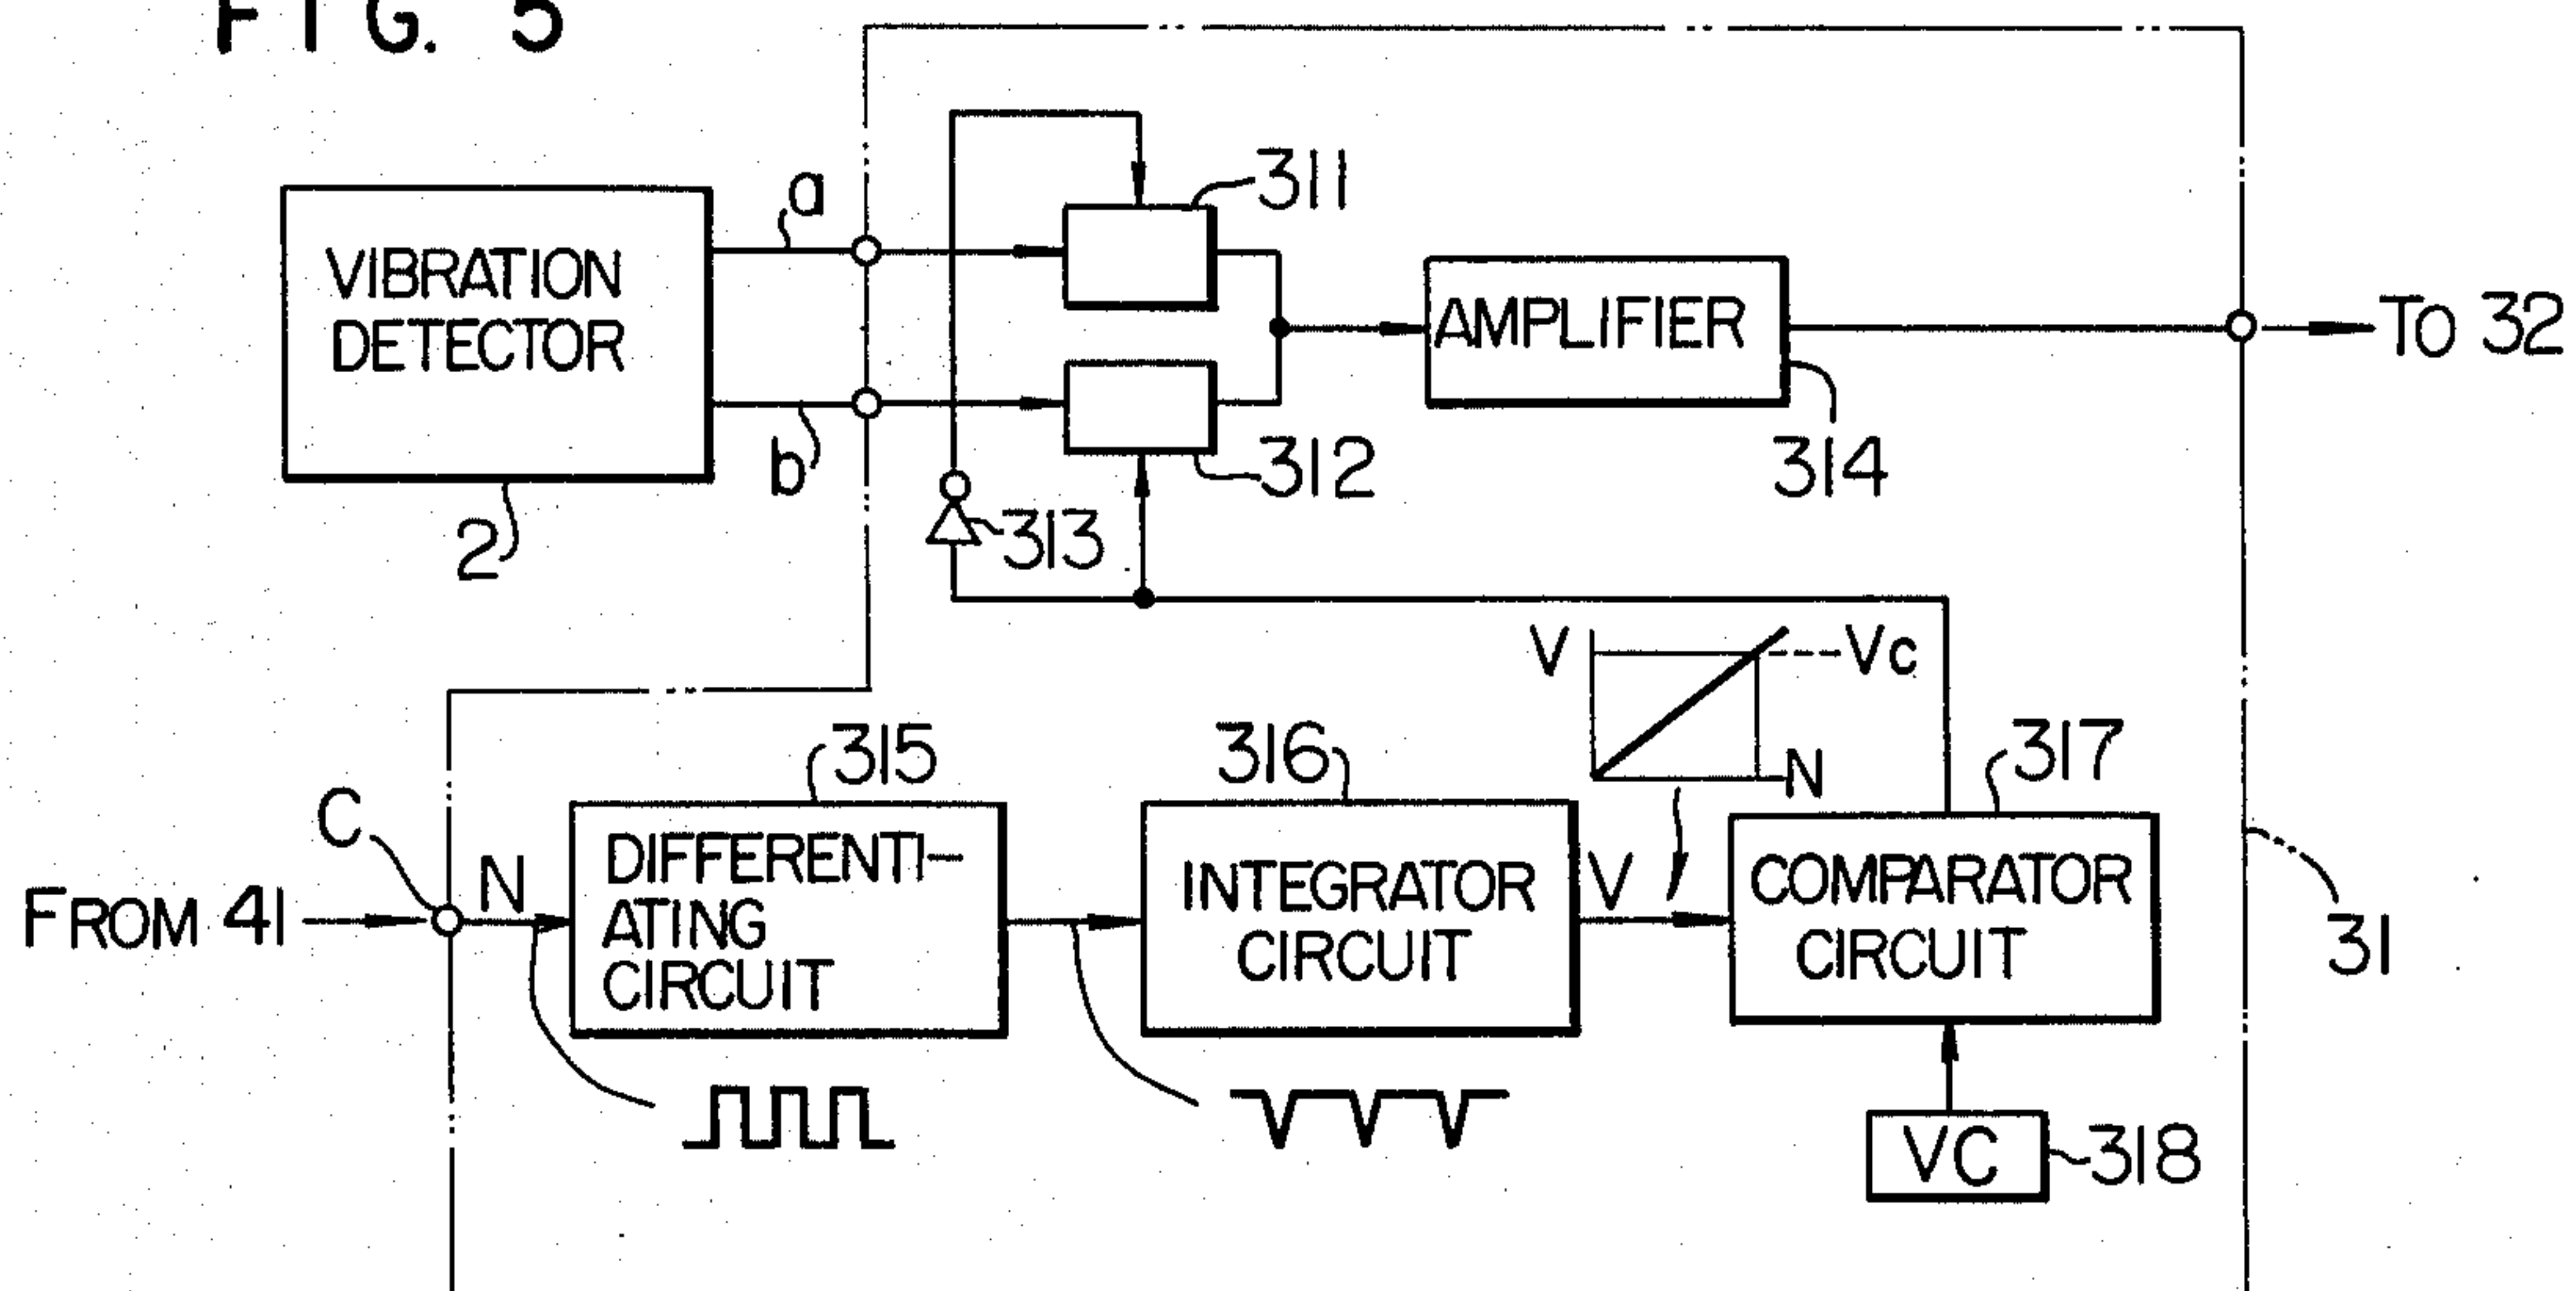 FIG. 5
a
311
VIBRATION
DETECTOR
AMPLIFIER
TO 32
b
312
314
2
313
V
Vc
N
315
316
317
C
N
DIFFERENTI-
ATING
CIRCUIT
INTEGRATOR
CIRCUIT
V
COMPARATOR
CIRCUIT
FROM 41
31
VC
318